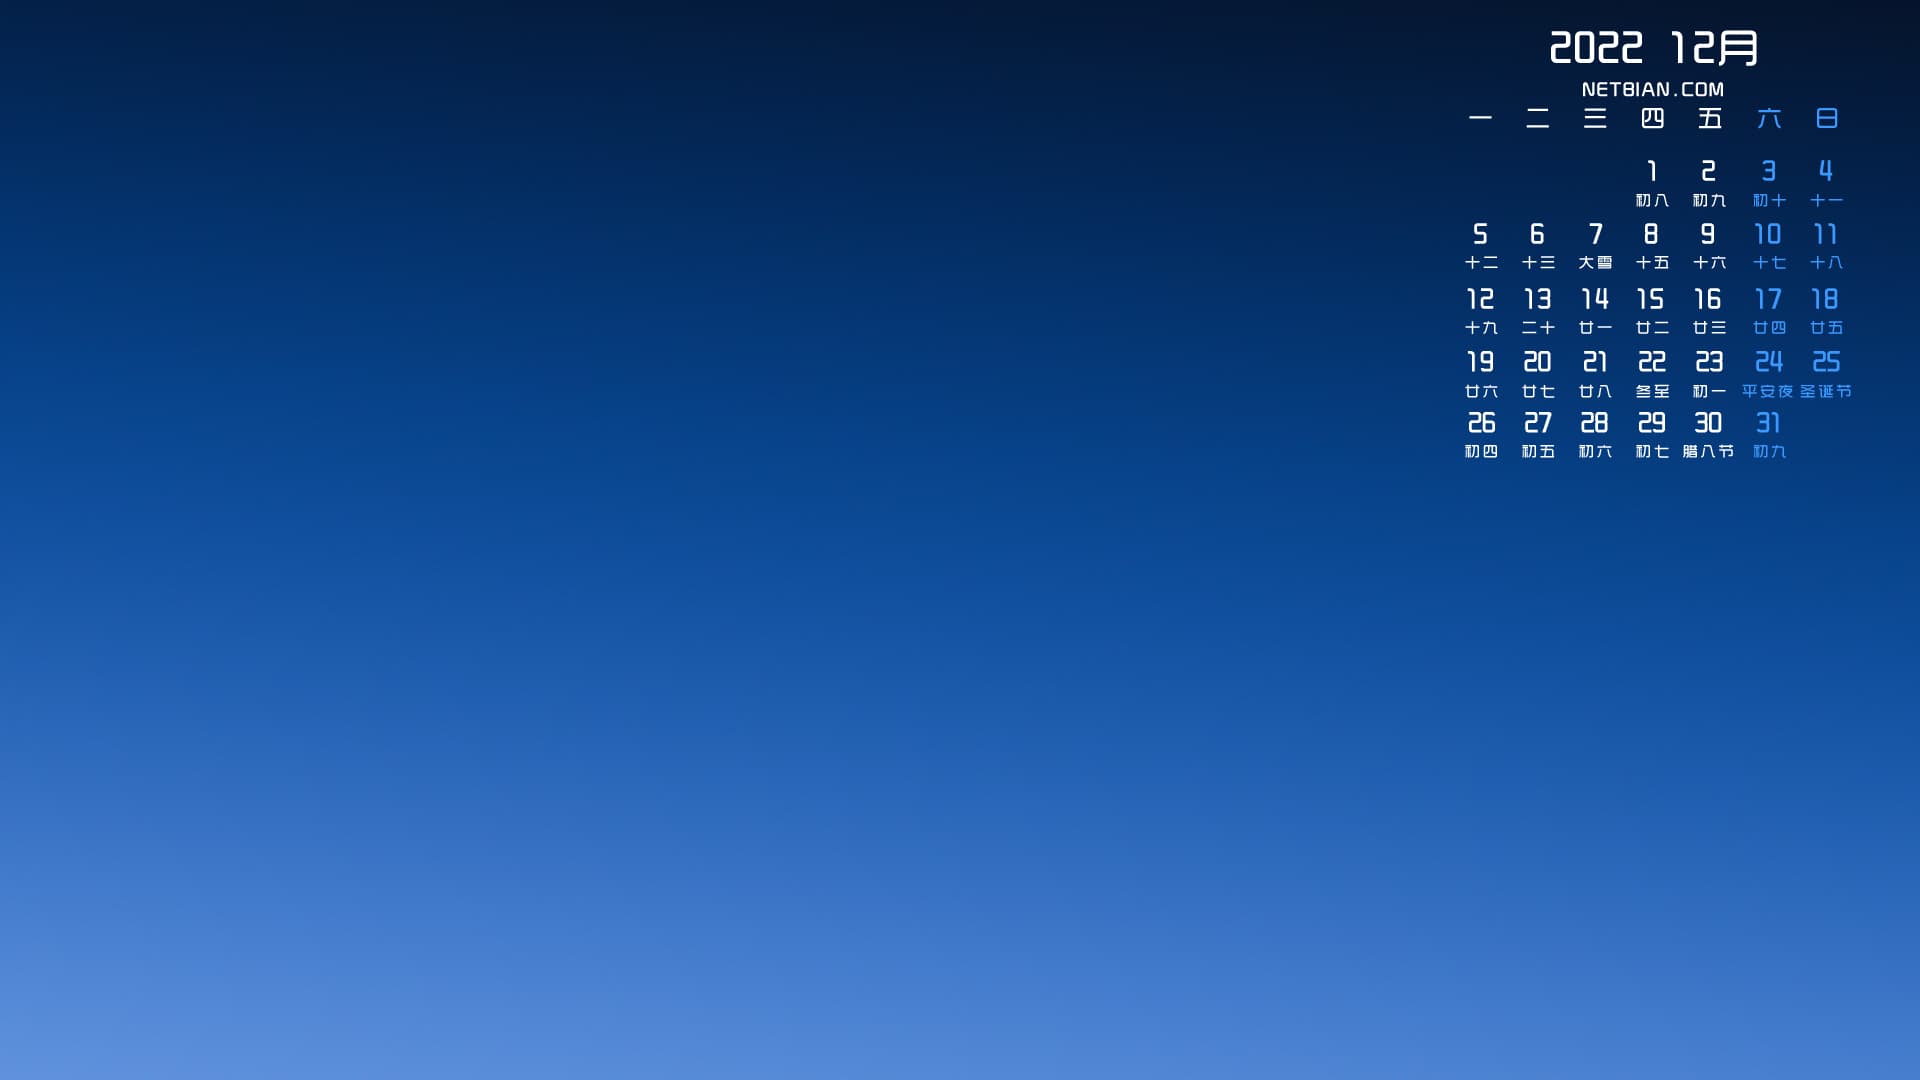 2022 12月
NETBIAN.COM
一 二 三 四 五 六 日
1 2 3 4
初八 初九 初十 十一
5 6 7 8 9 10 11
十二 十三 大雪 十五 十六 十七 十八
12 13 14 15 16 17 18
十九 二十 廿一 廿二 廿三 廿四 廿五
19 20 21 22 23 24 25
廿六 廿七 廿八 冬至 初一 平安夜 圣诞节
26 27 28 29 30 31
初四 初五 初六 初七 腊八节 初九